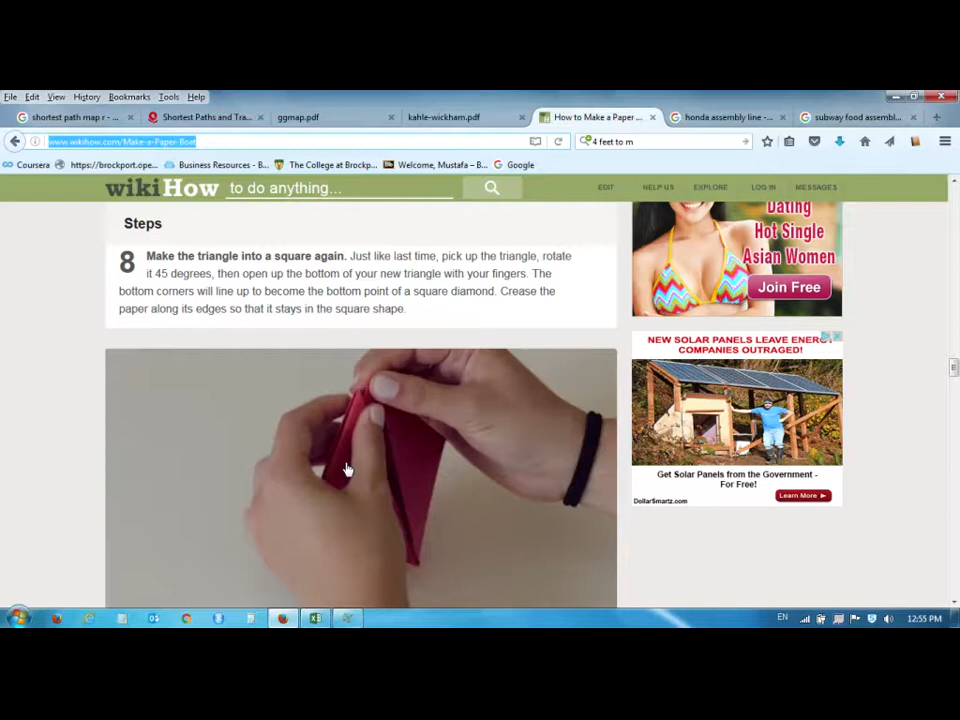 File Edit View History Bookmarks Tools Help
shortest path map r - ... × Shortest Paths and Tra... × ggmap.pdf × kahle-wickham.pdf × How to Make a Paper ... × honda assembly line -... × subway food assembl... × +
www.wikihow.com/Make-a-Paper-Boat 4 feet to m
Coursera https://brockport.ope... Business Resources - B... The College at Brockp... Welcome, Mustafa – B... Google
wikiHow to do anything... EDIT HELP US EXPLORE LOG IN MESSAGES
Steps
8 Make the triangle into a square again. Just like last time, pick up the triangle, rotate
it 45 degrees, then open up the bottom of your new triangle with your fingers. The
bottom corners will line up to become the bottom point of a square diamond. Crease the
paper along its edges so that it stays in the square shape.
Dating
Hot Single
Asian Women
Join Free
NEW SOLAR PANELS LEAVE ENERGY
COMPANIES OUTRAGED!
Get Solar Panels from the Government -
For Free!
DollarSmartz.com Learn More
EN 12:55 PM